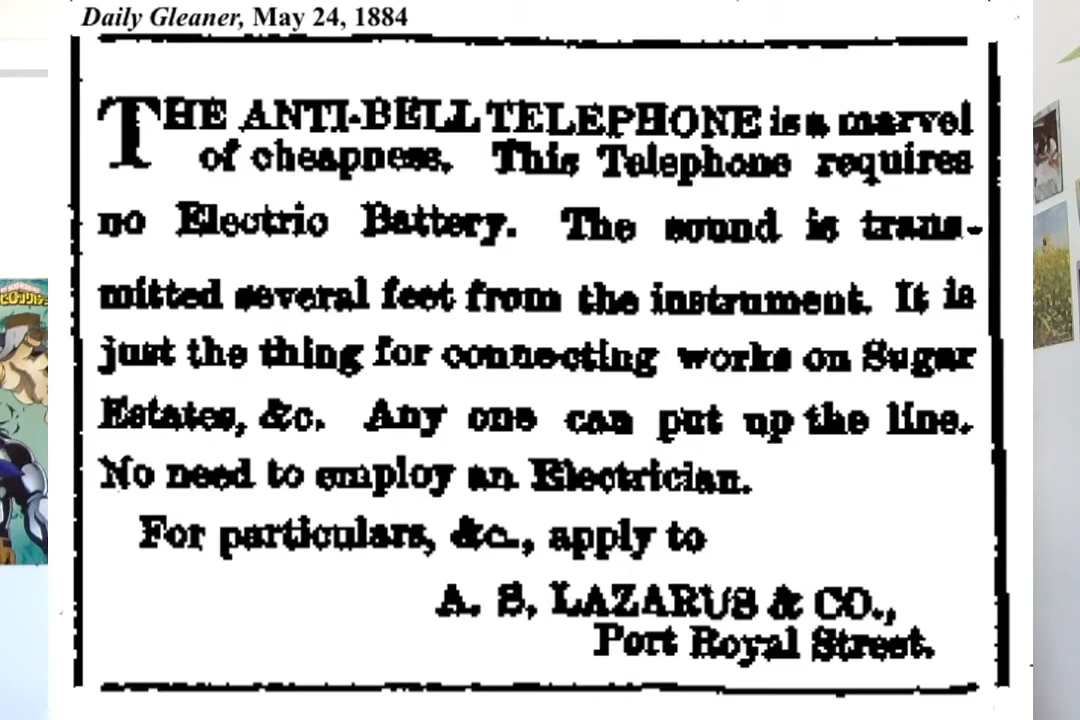 Daily Gleaner, May 24, 1884
THE ANTI-BELL TELEPHONE is a marvel
of cheapness. This Telephone requires
no Electric Battery. The sound is trans-
mitted several feet from the instrument. It is
just the thing for connecting works on Sugar
Estates, &c. Any one can put up the line.
No need to employ an Electrician.
For particulars, &c., apply to
A. S. LAZARUS & CO.,
Port Royal Street.